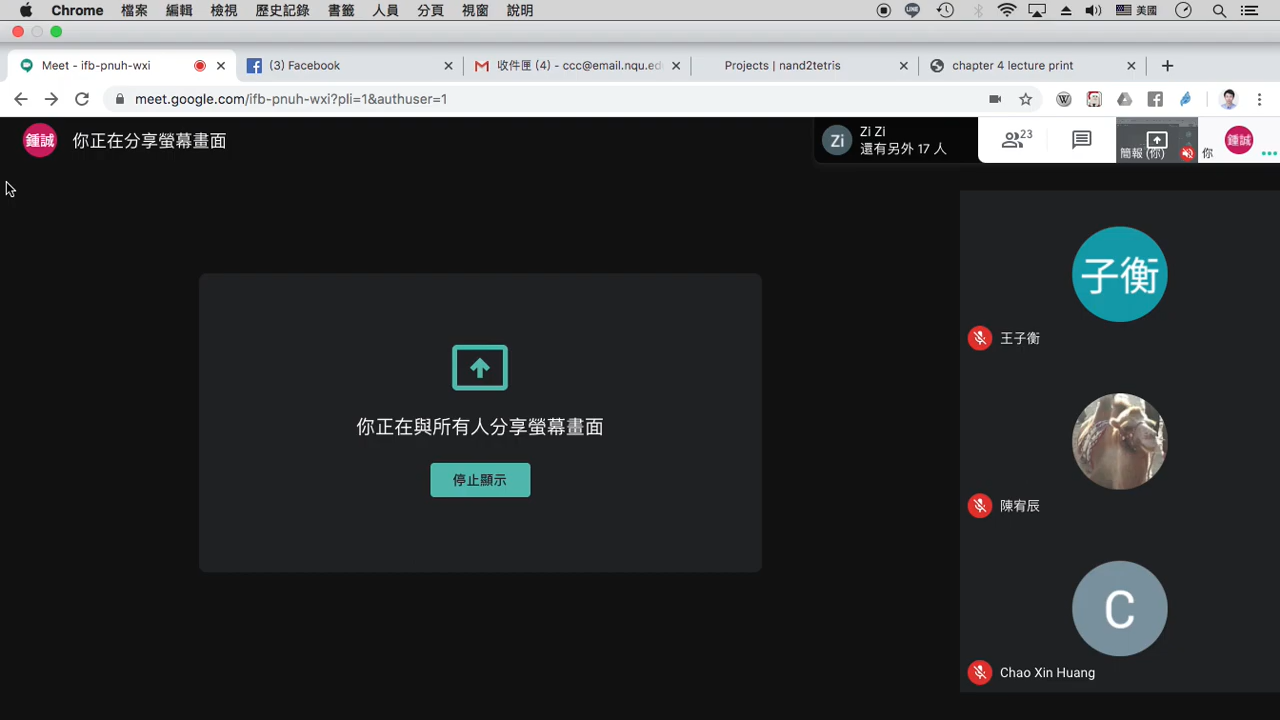 Chrome 檔案 編輯 檢視 歷史記錄 書籤 人員 分頁 視窗 說明 LINE 美國
Meet - ifb-pnuh-wxi (3) Facebook 收件匣 (4) - ccc@email.nqu.ed Projects | nand2tetris chapter 4 lecture print
meet.google.com/ifb-pnuh-wxi?pli=1&authuser=1
鍾誠 你正在分享螢幕畫面
Zi
Zi Zi
還有另外 17 人
23
簡報 (你)
你
鍾誠
你正在與所有人分享螢幕畫面
停止顯示
子衡
王子衡
陳宥辰
C
Chao Xin Huang